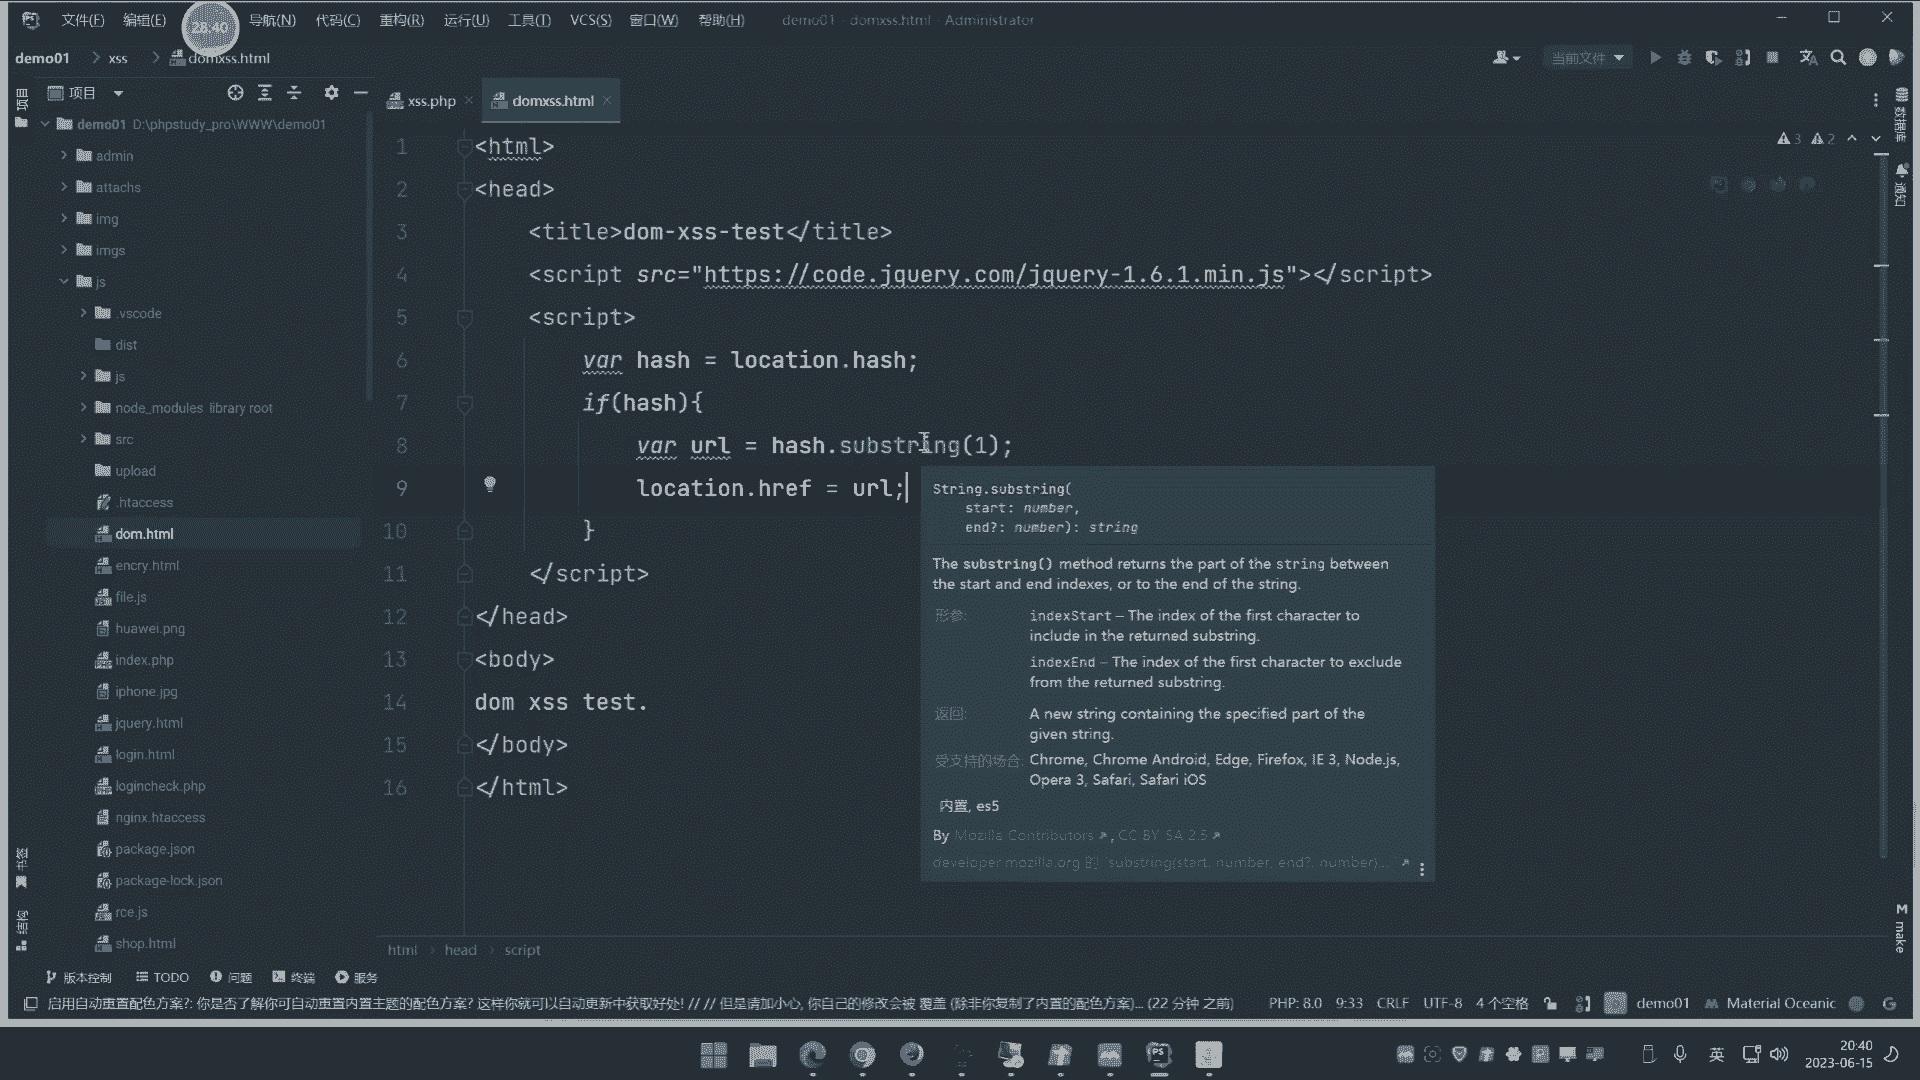 文件(F) 编辑(E) 导航(N) 代码(C) 重构(R) 运行(U) 工具(T) VCS(S) 窗口(W) 帮助(H) demo01 - domxss.html - Administrator
28:40
demo01 xss domxss.html
当前文件
项目
项目
xss.php
domxss.html
数据库
通知
3 2
demo01 D:\phpstudy_pro\WWW\demo01
admin
attachs
img
imgs
js
.vscode
dist
js
node_modules library root
src
upload
.htaccess
dom.html
encry.html
file.js
huawei.png
index.php
iphone.jpg
jquery.html
login.html
logincheck.php
nginx.htaccess
package.json
package-lock.json
rce.js
shop.html
1 <html>
2 <head>
3 <title>dom-xss-test</title>
4 <script src="https://code.jquery.com/jquery-1.6.1.min.js"></script>
5 <script>
6 var hash = location.hash;
7 if(hash){
8 var url = hash.substring(1);
9 location.href = url;
10 }
11 </script>
12 </head>
13 <body>
14 dom xss test.
15 </body>
16 </html>
String.substring(
start: number,
end?: number): string
The substring() method returns the part of the string between
the start and end indexes, or to the end of the string.
形参: indexStart – The index of the first character to
include in the returned substring.
indexEnd – The index of the first character to exclude
from the returned substring.
返回: A new string containing the specified part of the
given string.
受支持的场合: Chrome, Chrome Android, Edge, Firefox, IE 3, Node.js,
Opera 3, Safari, Safari iOS
内置, es5
By Mozilla Contributors, CC BY-SA 2.5
developer.mozilla.org 的 `substring(start: number, end?: number)...
书签
结构
M make
html head script
版本控制 TODO 问题 终端 服务
启用自动重置配色方案?: 你是否了解你可自动重置内置主题的配色方案? 这样你就可以自动更新中获取好处! // // 但是请加小心, 你自己的修改会被 覆盖 (除非你复制了内置的配色方案)... (22 分钟 之前)
PHP: 8.0 9:33 CRLF UTF-8 4 个空格 demo01 Material Oceanic
英
20:40
2023-06-15